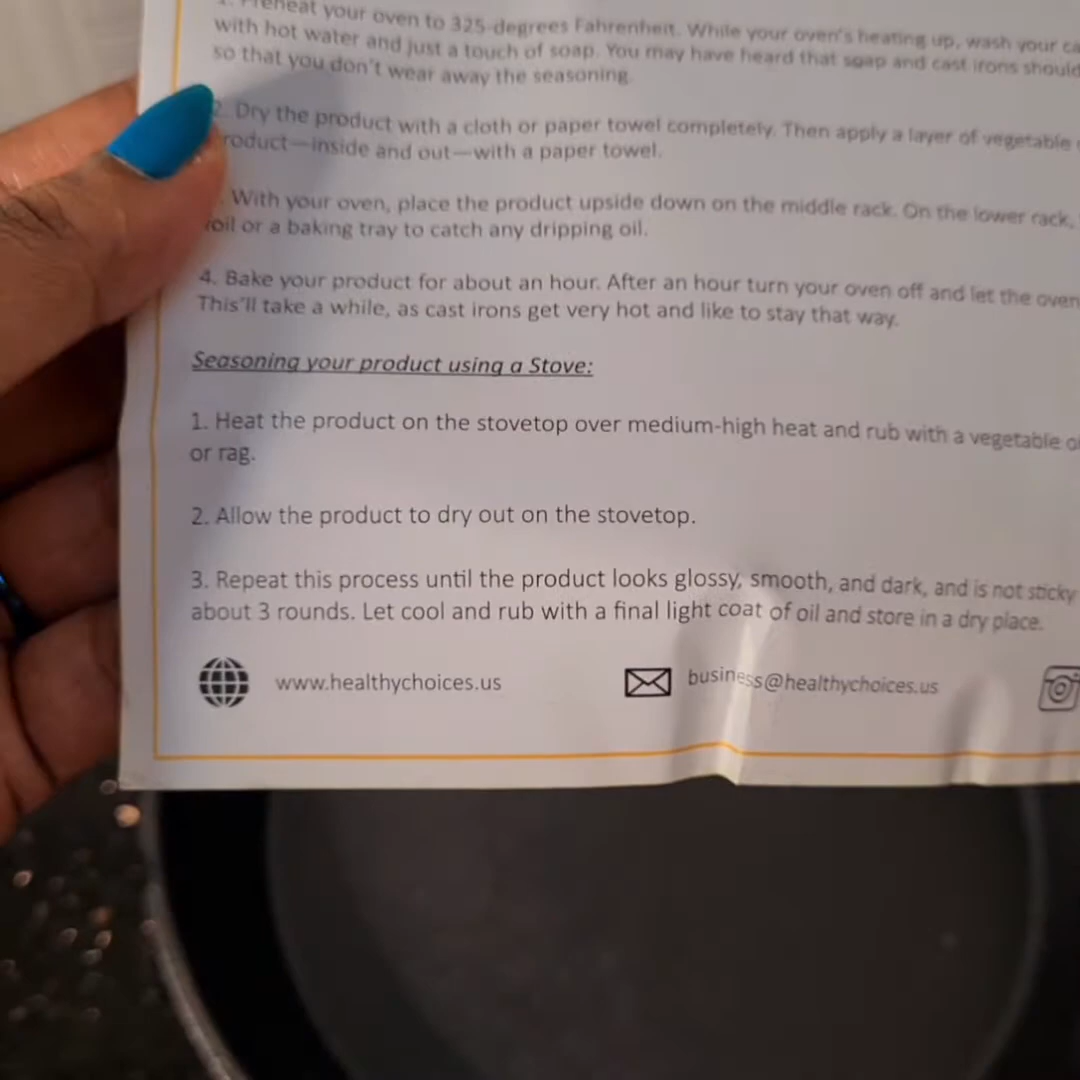 1. Preheat your oven to 325-degrees Fahrenheit. While your oven's heating up, wash your
with hot water and just a touch of soap. You may have heard that soap and cast irons should
so that you don't wear away the seasoning.
2. Dry the product with a cloth or paper towel completely. Then apply a layer of vegetable
product—inside and out—with a paper towel.
With your oven, place the product upside down on the middle rack. On the lower rack,
foil or a baking tray to catch any dripping oil.
4. Bake your product for about an hour. After an hour turn your oven off and let the oven
This'll take a while, as cast irons get very hot and like to stay that way.
Seasoning your product using a Stove:
1. Heat the product on the stovetop over medium-high heat and rub with a vegetable
or rag.
2. Allow the product to dry out on the stovetop.
3. Repeat this process until the product looks glossy, smooth, and dark, and is not sticky
about 3 rounds. Let cool and rub with a final light coat of oil and store in a dry place.
www.healthychoices.us
business@healthychoices.us